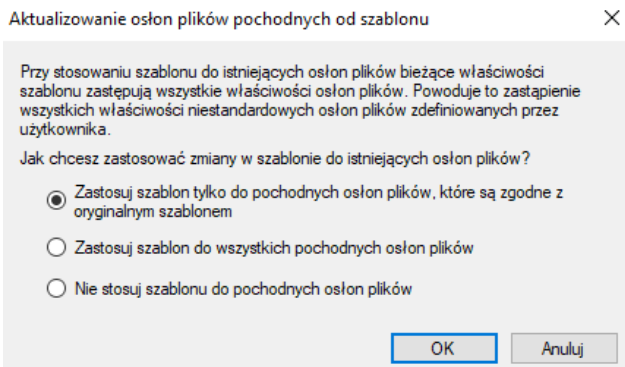 Aktualizowanie osłon plików pochodnych od szablonu
Przy stosowaniu szablonu do istniejących osłon plików bieżące właściwości
szablonu zastępują wszystkie właściwości osłon plików. Powoduje to zastąpienie
wszystkich właściwości niestandardowych osłon plików zdefiniowanych przez
użytkownika.
Jak chcesz zastosować zmiany w szablonie do istniejących osłon plików?
Zastosuj szablon tylko do pochodnych osłon plików, które są zgodne z
oryginalnym szablonem
Zastosuj szablon do wszystkich pochodnych osłon plików
Nie stosuj szablonu do pochodnych osłon plików
OK Anuluj